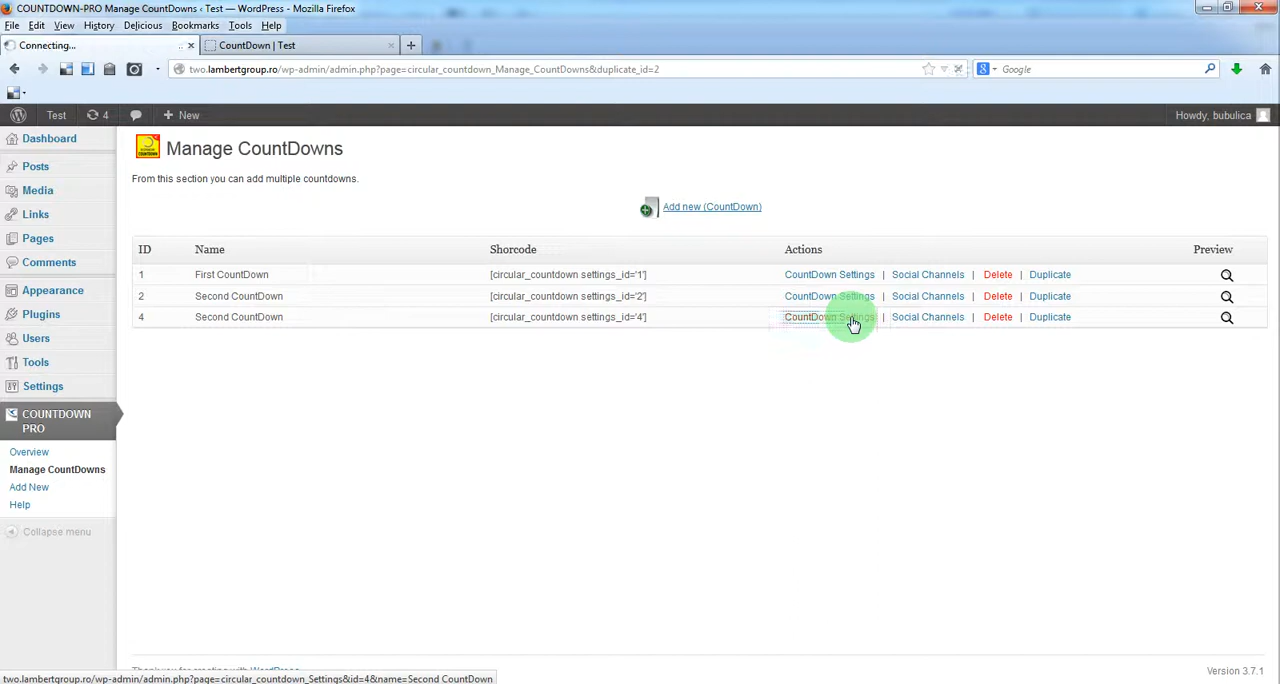 COUNTDOWN-PRO Manage CountDowns ‹ Test — WordPress - Mozilla Firefox
File Edit View History Delicious Bookmarks Tools Help
Connecting... CountDown | Test
two.lambertgroup.ro/wp-admin/admin.php?page=circular_countdown_Manage_CountDowns&duplicate_id=2 Google
Test 4 New Howdy, bubulica
Dashboard
Posts
Media
Links
Pages
Comments
Appearance
Plugins
Users
Tools
Settings
COUNTDOWN
PRO
Overview
Manage CountDowns
Add New
Help
Collapse menu
Manage CountDowns
From this section you can add multiple countdowns.
Add new (CountDown)
ID Name Shorcode Actions Preview
1 First CountDown [circular_countdown settings_id='1'] CountDown Settings | Social Channels | Delete | Duplicate
2 Second CountDown [circular_countdown settings_id='2'] CountDown Settings | Social Channels | Delete | Duplicate
4 Second CountDown [circular_countdown settings_id='4'] CountDown Settings | Social Channels | Delete | Duplicate
Thank you for creating with WordPress. Version 3.7.1
two.lambertgroup.ro/wp-admin/admin.php?page=circular_countdown_Settings&id=4&name=Second CountDown